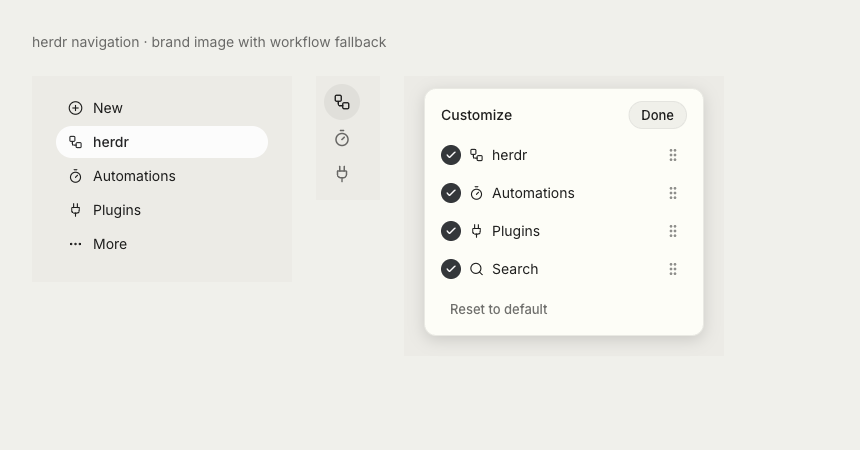 herdr navigation · brand image with workflow fallback
New
herdr
Automations
Plugins
More
Customize
Done
herdr
Automations
Plugins
Search
Reset to default